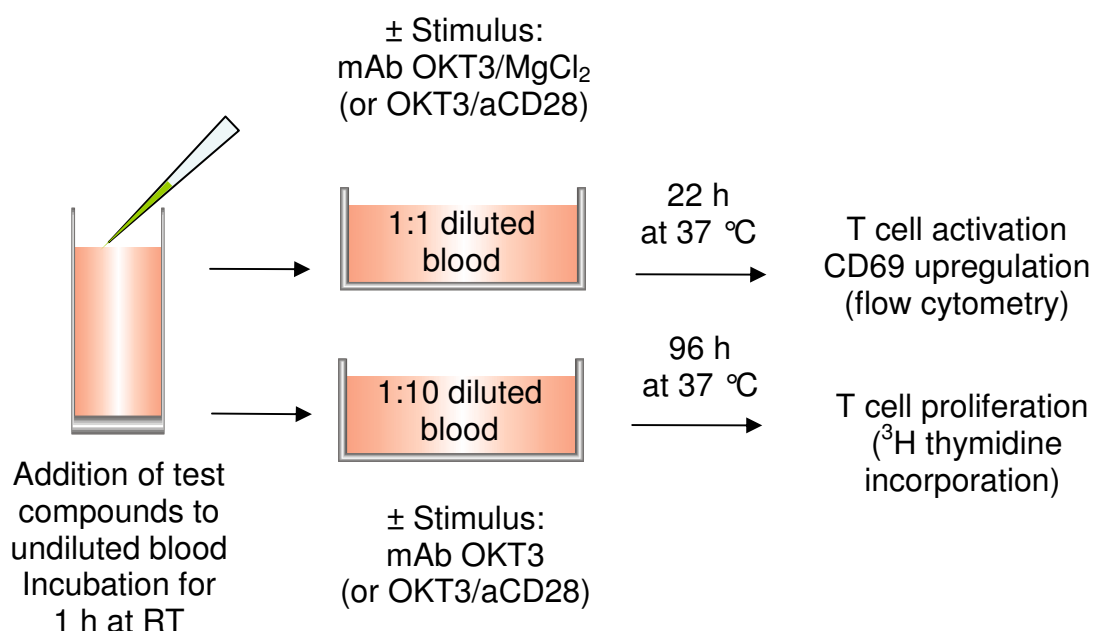 ± Stimulus:
mAb OKT3/MgCl₂
(or OKT3/aCD28)
1:1 diluted
blood
22 h
at 37 °C
T cell activation
CD69 upregulation
(flow cytometry)
1:10 diluted
blood
96 h
at 37 °C
T cell proliferation
(³H thymidine
incorporation)
Addition of test
compounds to
undiluted blood
Incubation for
1 h at RT
± Stimulus:
mAb OKT3
(or OKT3/aCD28)